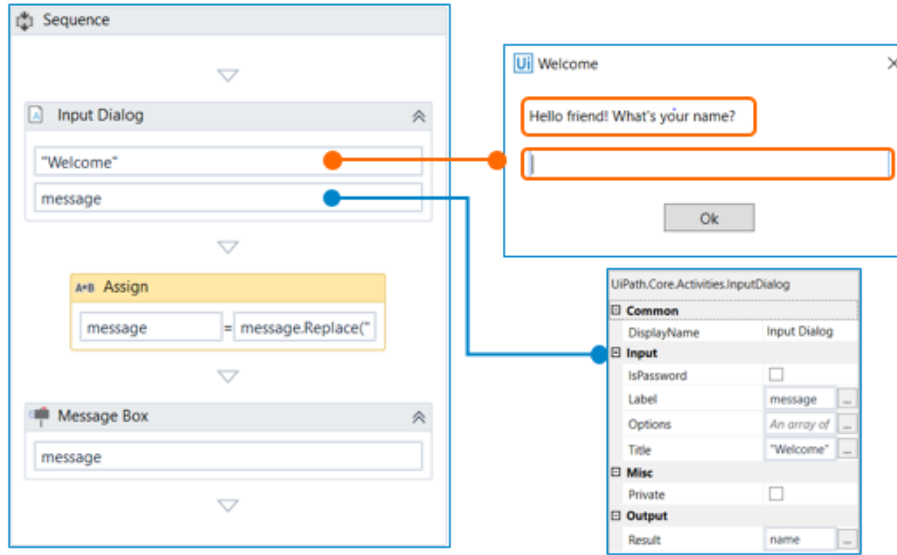 Sequence
Input Dialog
"Welcome"
message
A+B Assign
message = message.Replace("
Message Box
message
Ui Welcome
Hello friend! What's your name?
Ok
UiPath.Core.Activities.InputDialog
Common
DisplayName Input Dialog
Input
IsPassword
Label message ...
Options An array of ...
Title "Welcome" ...
Misc
Private
Output
Result name ...